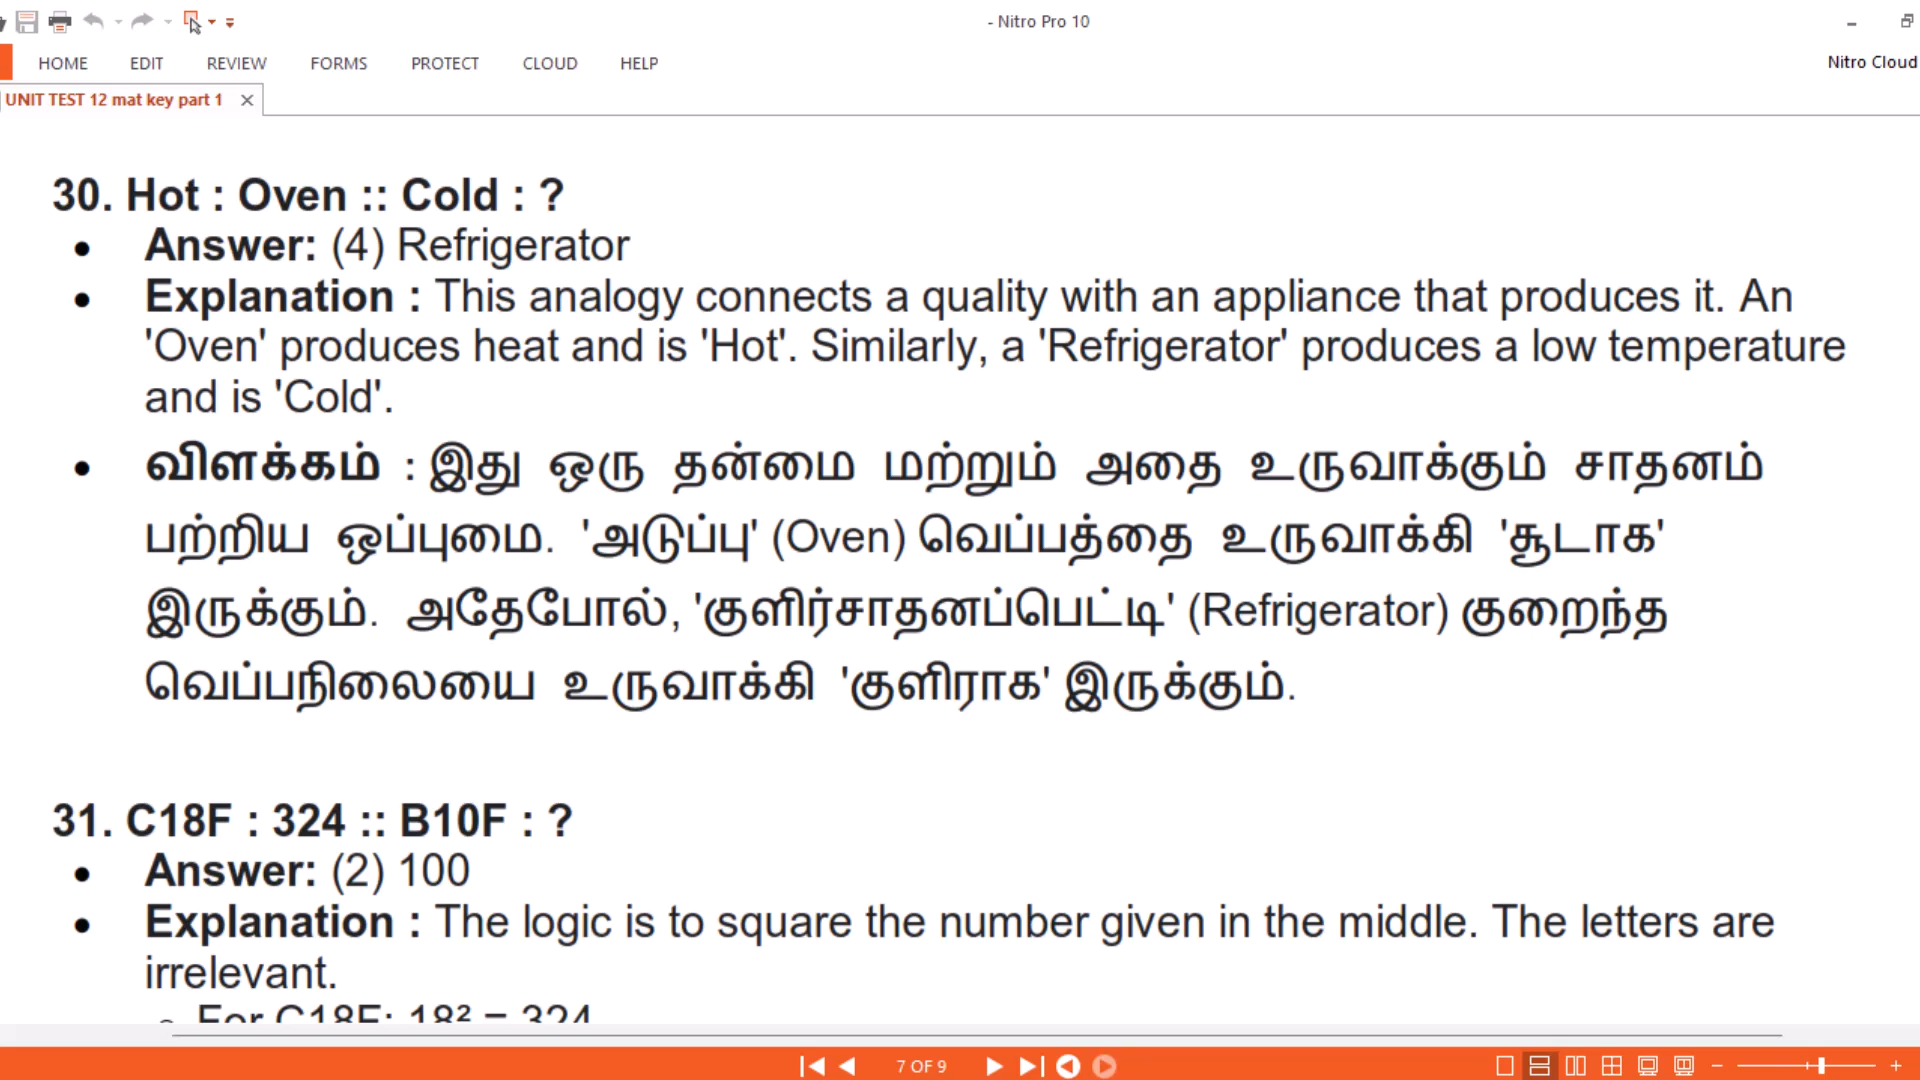 - Nitro Pro 10
HOME EDIT REVIEW FORMS PROTECT CLOUD HELP Nitro Cloud
UNIT TEST 12 mat key part 1
30. Hot : Oven :: Cold : ?
• Answer: (4) Refrigerator
• Explanation : This analogy connects a quality with an appliance that produces it. An
'Oven' produces heat and is 'Hot'. Similarly, a 'Refrigerator' produces a low temperature
and is 'Cold'.
• விளக்கம் : இது ஒரு தன்மை மற்றும் அதை உருவாக்கும் சாதனம்
பற்றிய ஒப்புமை. 'அடுப்பு' (Oven) வெப்பத்தை உருவாக்கி 'சூடாக'
இருக்கும். அதேபோல், 'குளிர்சாதனப்பெட்டி' (Refrigerator) குறைந்த
வெப்பநிலையை உருவாக்கி 'குளிராக' இருக்கும்.
31. C18F : 324 :: B10F : ?
• Answer: (2) 100
• Explanation : The logic is to square the number given in the middle. The letters are
irrelevant.
For C18F: 18² = 324
7 OF 9